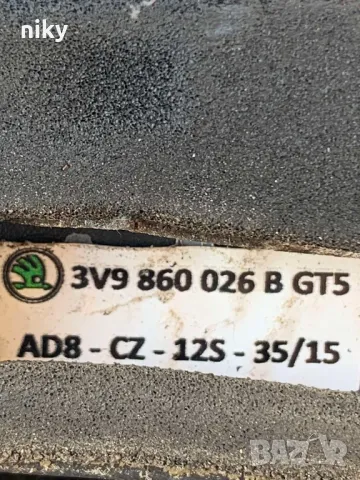 niky
3V9 860 026 B GT5
AD8 - CZ - 12S - 35/15
BAZAR